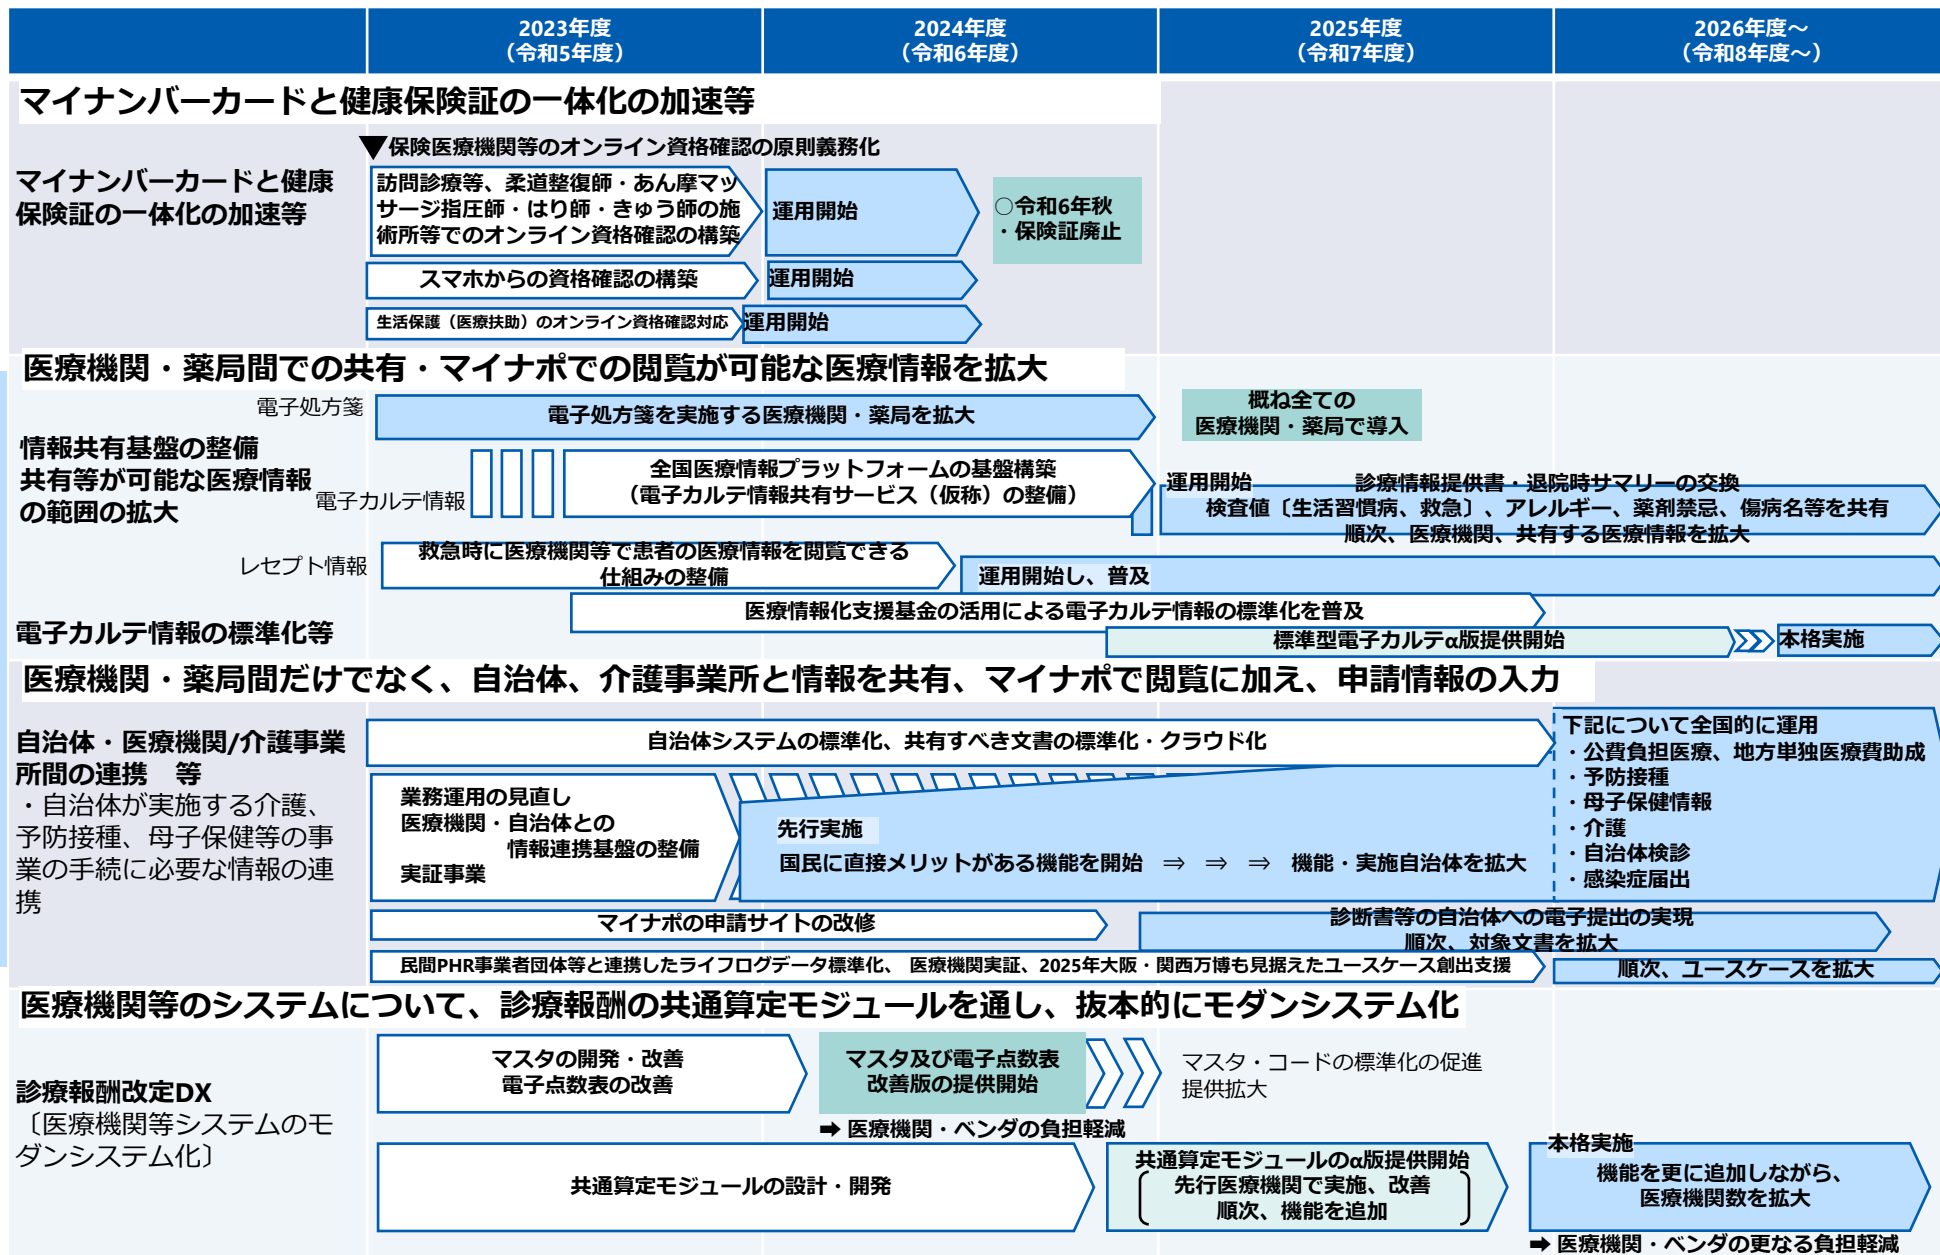 2023年度
（令和5年度）
2024年度
（令和6年度）
2025年度
（令和7年度）
2026年度～
（令和8年度～）
マイナンバーカードと健康保険証の一体化の加速等
▼保険医療機関等のオンライン資格確認の原則義務化
マイナンバーカードと健康
保険証の一体化の加速等
訪問診療等、柔道整復師・あん摩マッ
サージ指圧師・はり師・きゅう師の施
術所等でのオンライン資格確認の構築
運用開始
○令和6年秋
・保険証廃止
スマホからの資格確認の構築
運用開始
生活保護（医療扶助）のオンライン資格確認対応
運用開始
医療機関・薬局間での共有・マイナポでの閲覧が可能な医療情報を拡大
電子処方箋
電子処方箋を実施する医療機関・薬局を拡大
概ね全ての
医療機関・薬局で導入
情報共有基盤の整備
共有等が可能な医療情報
の範囲の拡大
電子カルテ情報
全国医療情報プラットフォームの基盤構築
（電子カルテ情報共有サービス（仮称）の整備）
運用開始
診療情報提供書・退院時サマリーの交換
検査値〔生活習慣病、救急〕、アレルギー、薬剤禁忌、傷病名等を共有
順次、医療機関、共有する医療情報を拡大
レセプト情報
救急時に医療機関等で患者の医療情報を閲覧できる
仕組みの整備
運用開始し、普及
医療情報化支援基金の活用による電子カルテ情報の標準化を普及
電子カルテ情報の標準化等
標準型電子カルテα版提供開始
本格実施
医療機関・薬局間だけでなく、自治体、介護事業所と情報を共有、マイナポで閲覧に加え、申請情報の入力
自治体・医療機関/介護事業
所間の連携　等
・自治体が実施する介護、
予防接種、母子保健等の事
業の手続に必要な情報の連
携
自治体システムの標準化、共有すべき文書の標準化・クラウド化
業務運用の見直し
医療機関・自治体との
情報連携基盤の整備
実証事業
先行実施
国民に直接メリットがある機能を開始　⇒　⇒　⇒　機能・実施自治体を拡大
下記について全国的に運用
・公費負担医療、地方単独医療費助成
・予防接種
・母子保健情報
・介護
・自治体検診
・感染症届出
マイナポの申請サイトの改修
診断書等の自治体への電子提出の実現
順次、対象文書を拡大
民間PHR事業者団体等と連携したライフログデータ標準化、 医療機関実証、2025年大阪・関西万博も見据えたユースケース創出支援
順次、ユースケースを拡大
医療機関等のシステムについて、診療報酬の共通算定モジュールを通し、抜本的にモダンシステム化
診療報酬改定DX
〔医療機関等システムのモ
ダンシステム化〕
マスタの開発・改善
電子点数表の改善
マスタ及び電子点数表
改善版の提供開始
マスタ・コードの標準化の促進
提供拡大
➡ 医療機関・ベンダの負担軽減
共通算定モジュールの設計・開発
共通算定モジュールのα版提供開始
先行医療機関で実施、改善
順次、機能を追加
本格実施
機能を更に追加しながら、
医療機関数を拡大
➡ 医療機関・ベンダの更なる負担軽減